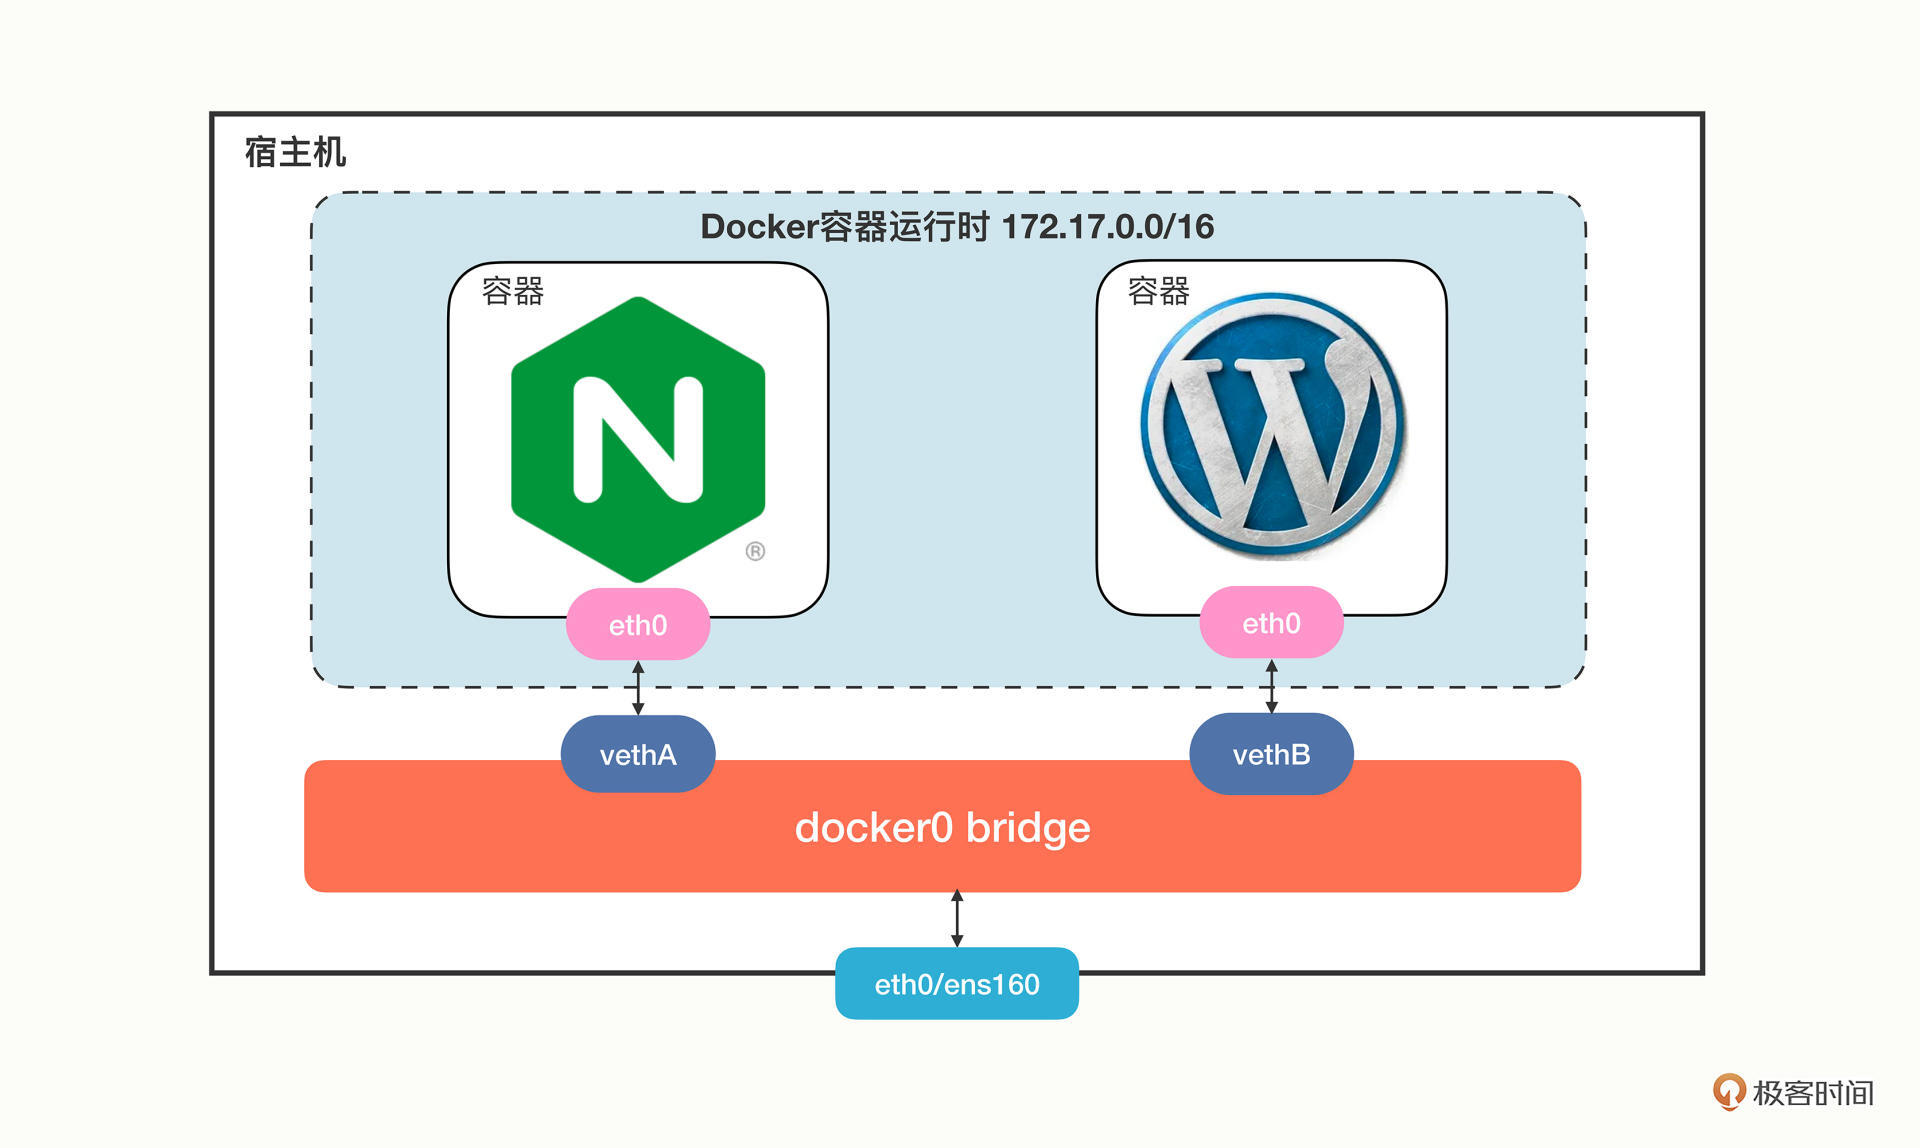 宿主机
Docker容器运行时 172.17.0.0/16
容器
容器
N
®
W
eth0
eth0
vethA
vethB
docker0 bridge
eth0/ens160
极客时间